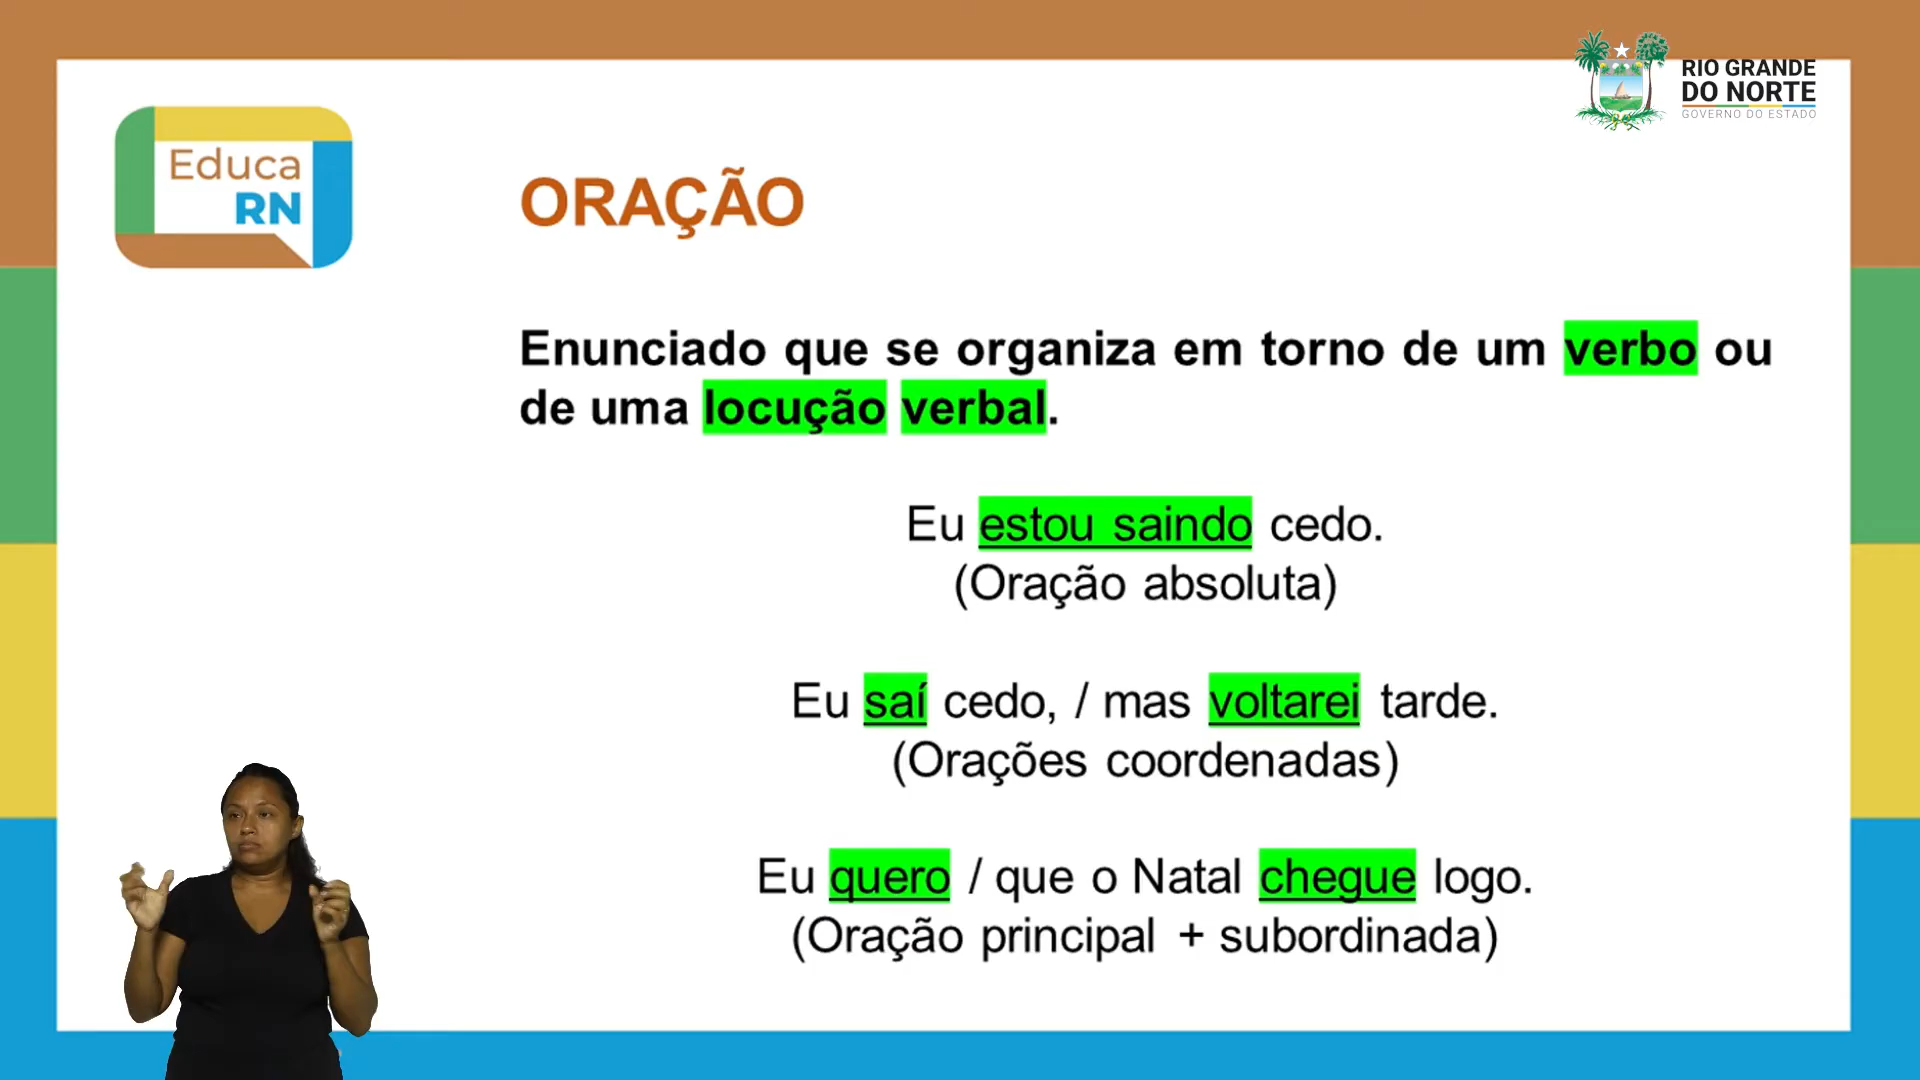 RIO GRANDE
DO NORTE
GOVERNO DO ESTADO
Educa
RN
ORAÇÃO
Enunciado que se organiza em torno de um verbo ou
de uma locução verbal.
Eu estou saindo cedo.
(Oração absoluta)
Eu saí cedo, / mas voltarei tarde.
(Orações coordenadas)
Eu quero / que o Natal chegue logo.
(Oração principal + subordinada)